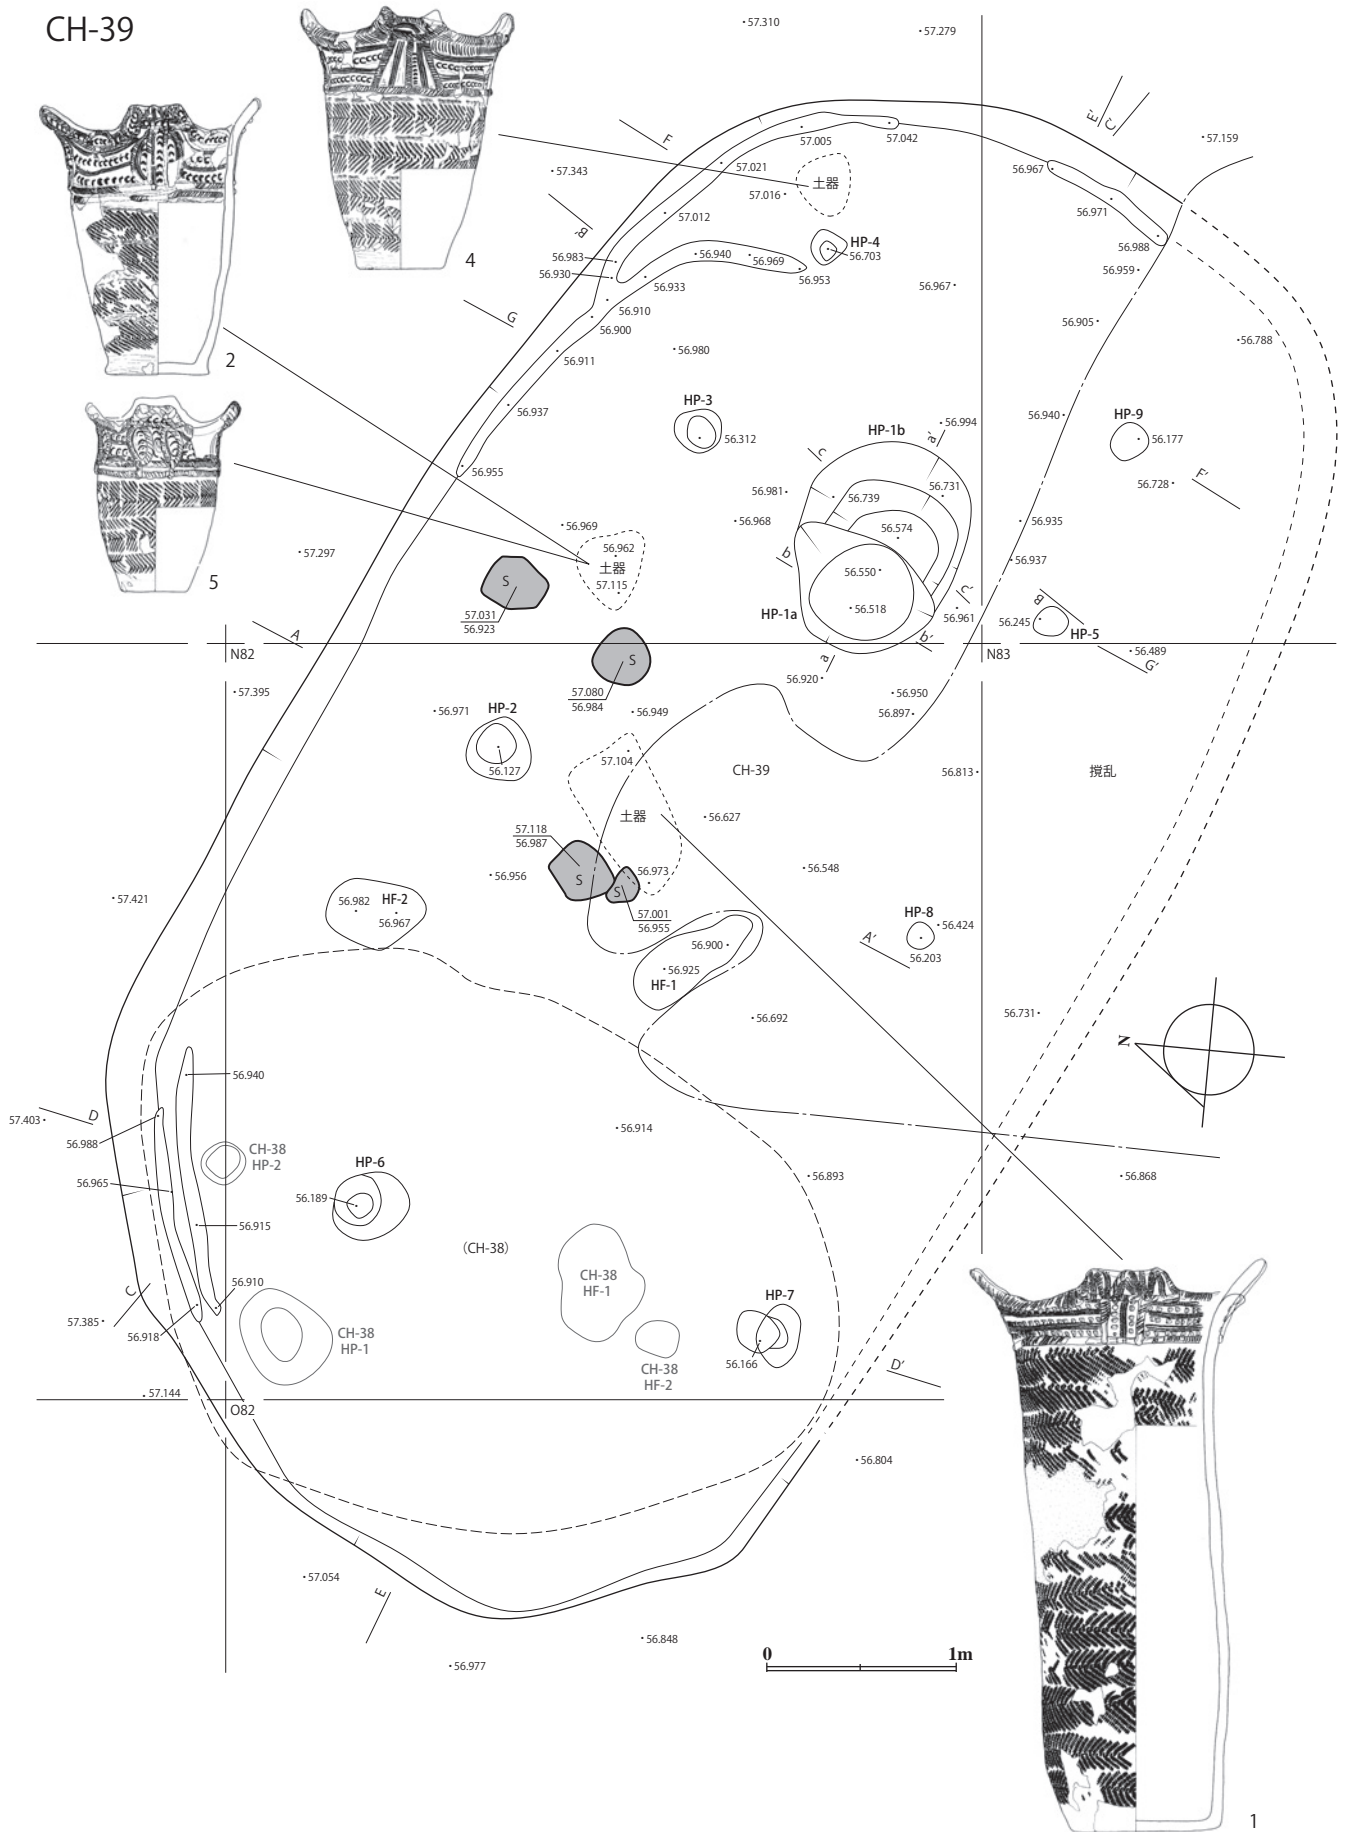 CH-39
57.310
57.279
E'
C'
F
57.005
57.042
57.159
57.343
57.021
56.967
土器
57.016
56.971
4
57.012
B'
HP-4
56.988
56.983
56.940
56.969
56.703
56.930
56.953
56.959
56.933
56.967
G
56.910
56.900
56.905
56.788
2
56.911
56.980
HP-3
56.937
HP-1b
a'
56.994
56.940
HP-9
56.312
56.177
56.955
c
F'
56.981
56.739
56.731
56.728
56.969
56.968
56.574
56.935
57.297
56.962
土器
57.115
b
56.550
56.937
5
S
c'
57.031
56.923
HP-1a
56.518
56.961
B
56.245
HP-5
A
b'
N82
S
a
N83
56.489
G'
57.395
57.080
56.984
56.920
56.950
56.971
HP-2
56.949
56.897
57.104
56.127
CH-39
56.813
撹乱
土器
56.627
57.118
56.987
56.956
S
56.973
56.548
57.421
56.982
HF-2
56.967
S
57.001
56.955
HP-8
56.424
A'
56.203
56.900
56.925
HF-1
56.692
56.731
N
56.940
D
57.403
56.988
56.914
CH-38
HP-2
HP-6
56.965
56.189
56.893
56.868
56.915
(CH-38)
CH-38
HF-1
56.910
C
57.385
56.918
CH-38
HP-1
HP-7
56.166
CH-38
HF-2
D'
57.144
O82
56.804
57.054
E
56.848
56.977
0
1m
1